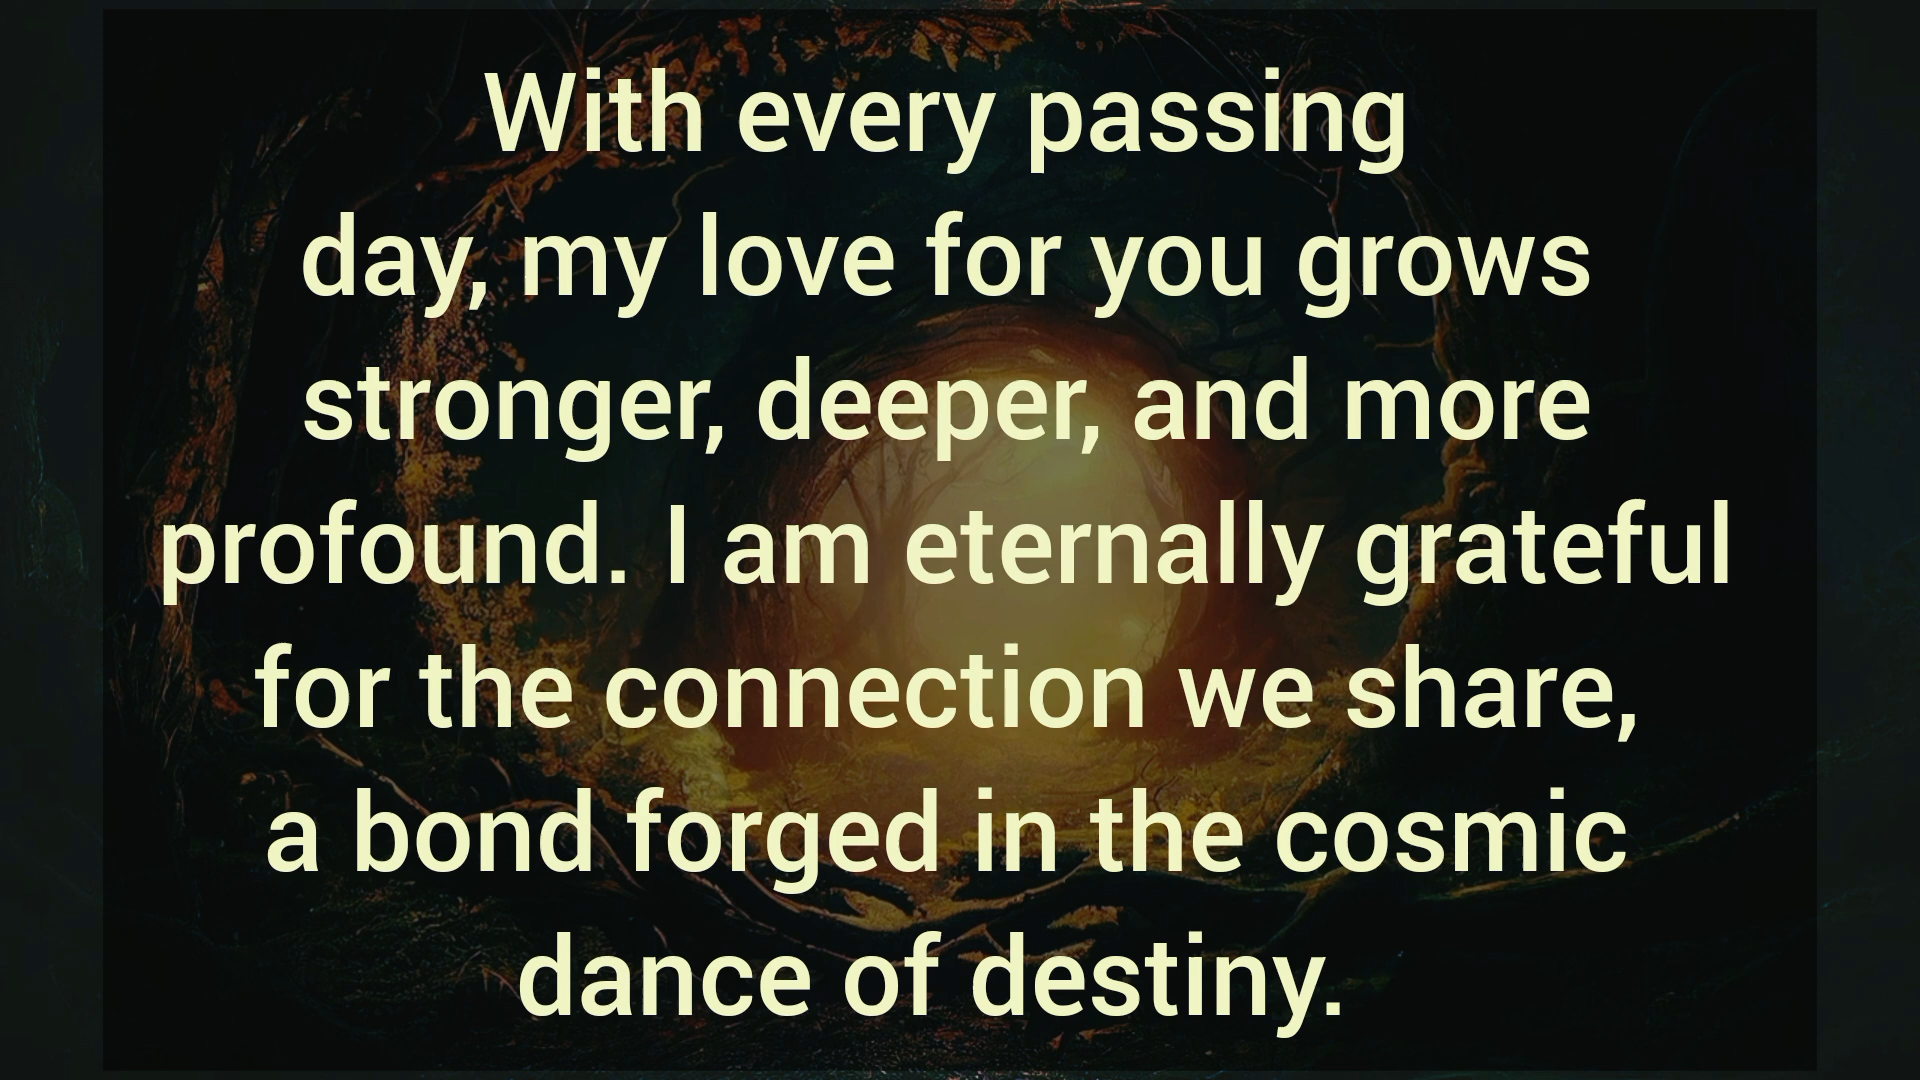 With every passing
day, my love for you grows
stronger, deeper, and more
profound. I am eternally grateful
for the connection we share,
a bond forged in the cosmic
dance of destiny.